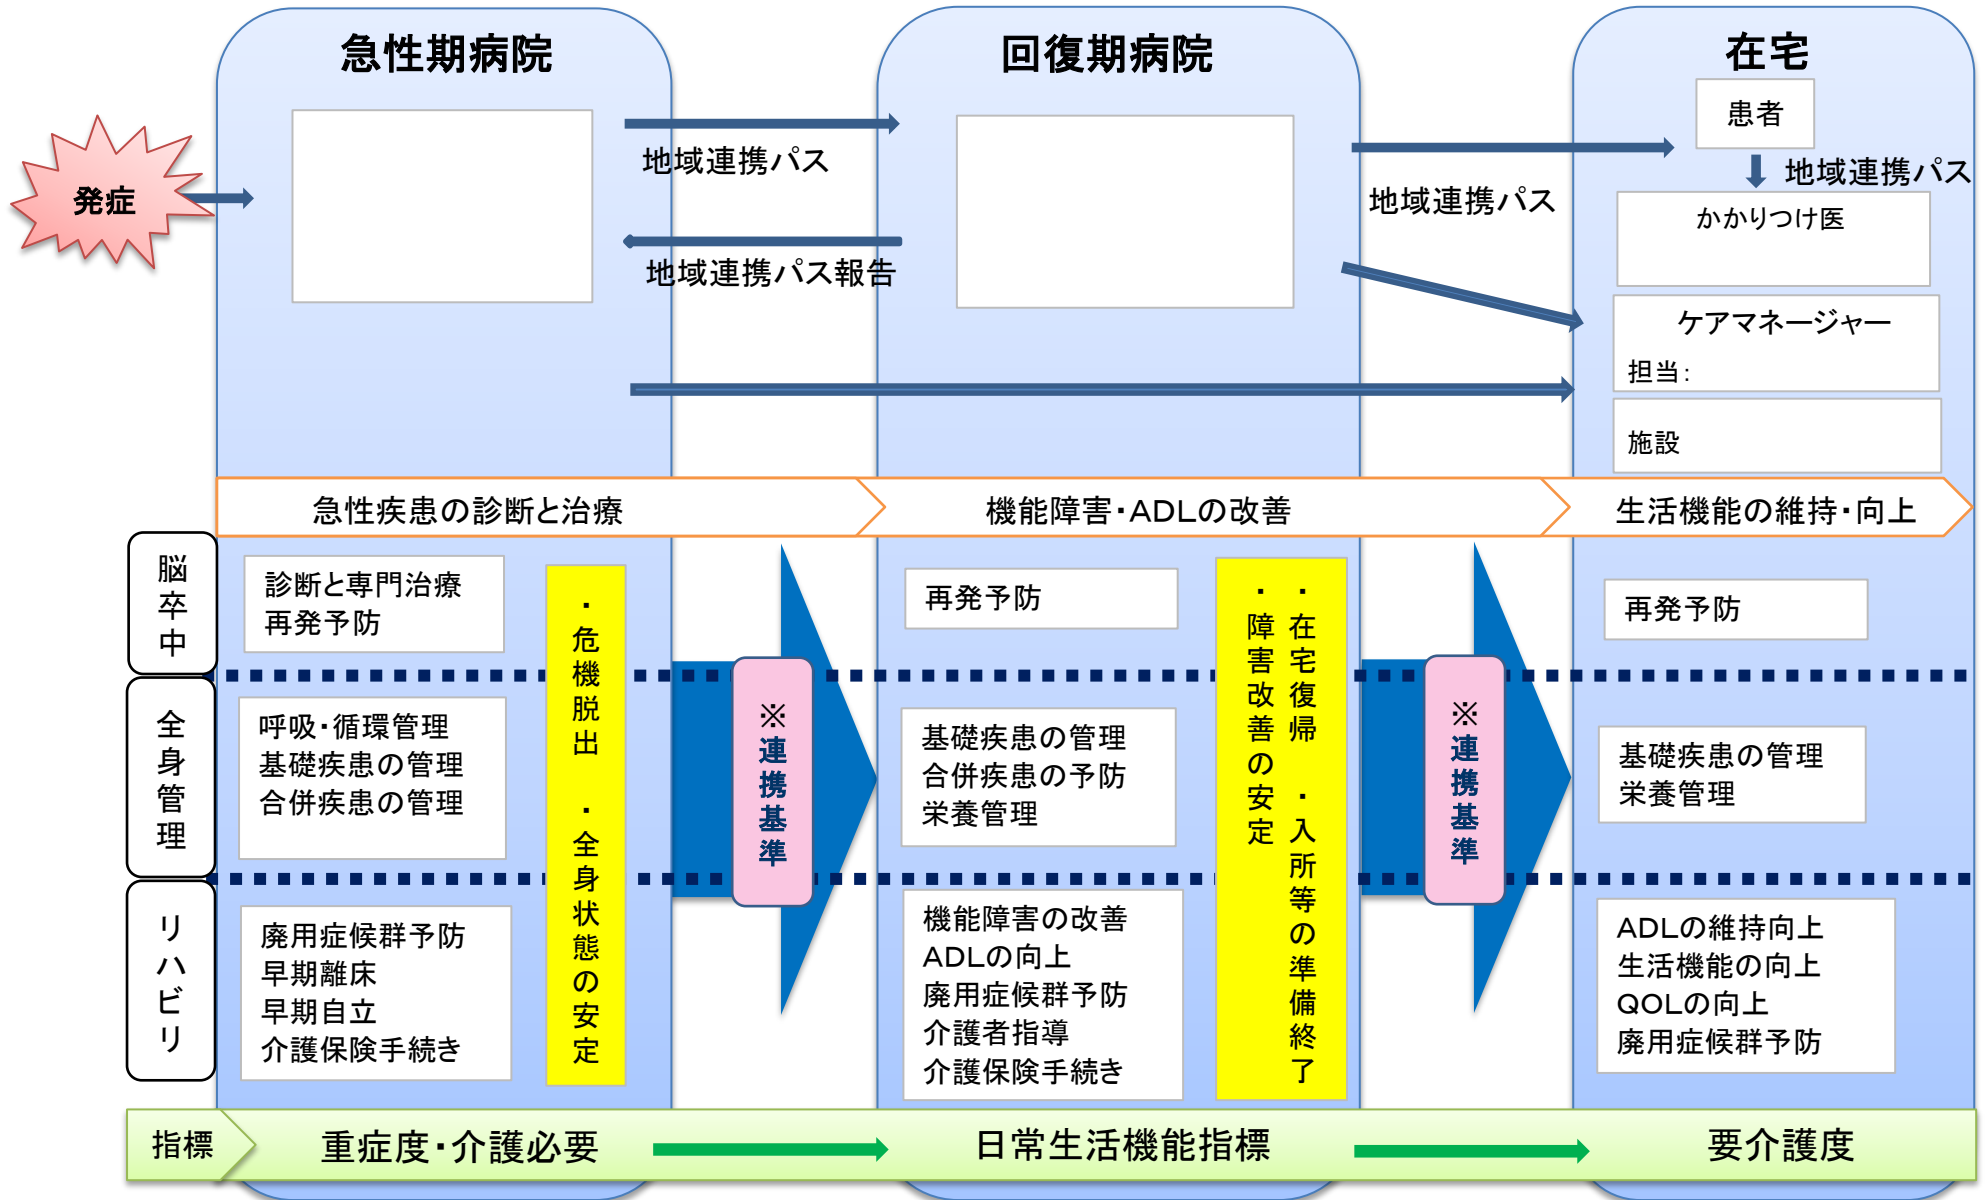 急性期病院
回復期病院
在宅
発症
地域連携パス
地域連携パス報告
地域連携パス
患者
地域連携パス
かかりつけ医
ケアマネージャー
担当：
施設
急性疾患の診断と治療
機能障害・ADLの改善
生活機能の維持・向上
脳卒中
診断と専門治療
再発予防
再発予防
再発予防
全身管理
呼吸・循環管理
基礎疾患の管理
合併疾患の管理
基礎疾患の管理
合併疾患の予防
栄養管理
基礎疾患の管理
栄養管理
リハビリ
廃用症候群予防
早期離床
早期自立
介護保険手続き
機能障害の改善
ADLの向上
廃用症候群予防
介護者指導
介護保険手続き
ADLの維持向上
生活機能の向上
QOLの向上
廃用症候群予防
・危機脱出　・全身状態の安定
※連携基準
・在宅復帰　・入所等の準備終了
・障害改善の安定
※連携基準
指標
重症度・介護必要
日常生活機能指標
要介護度